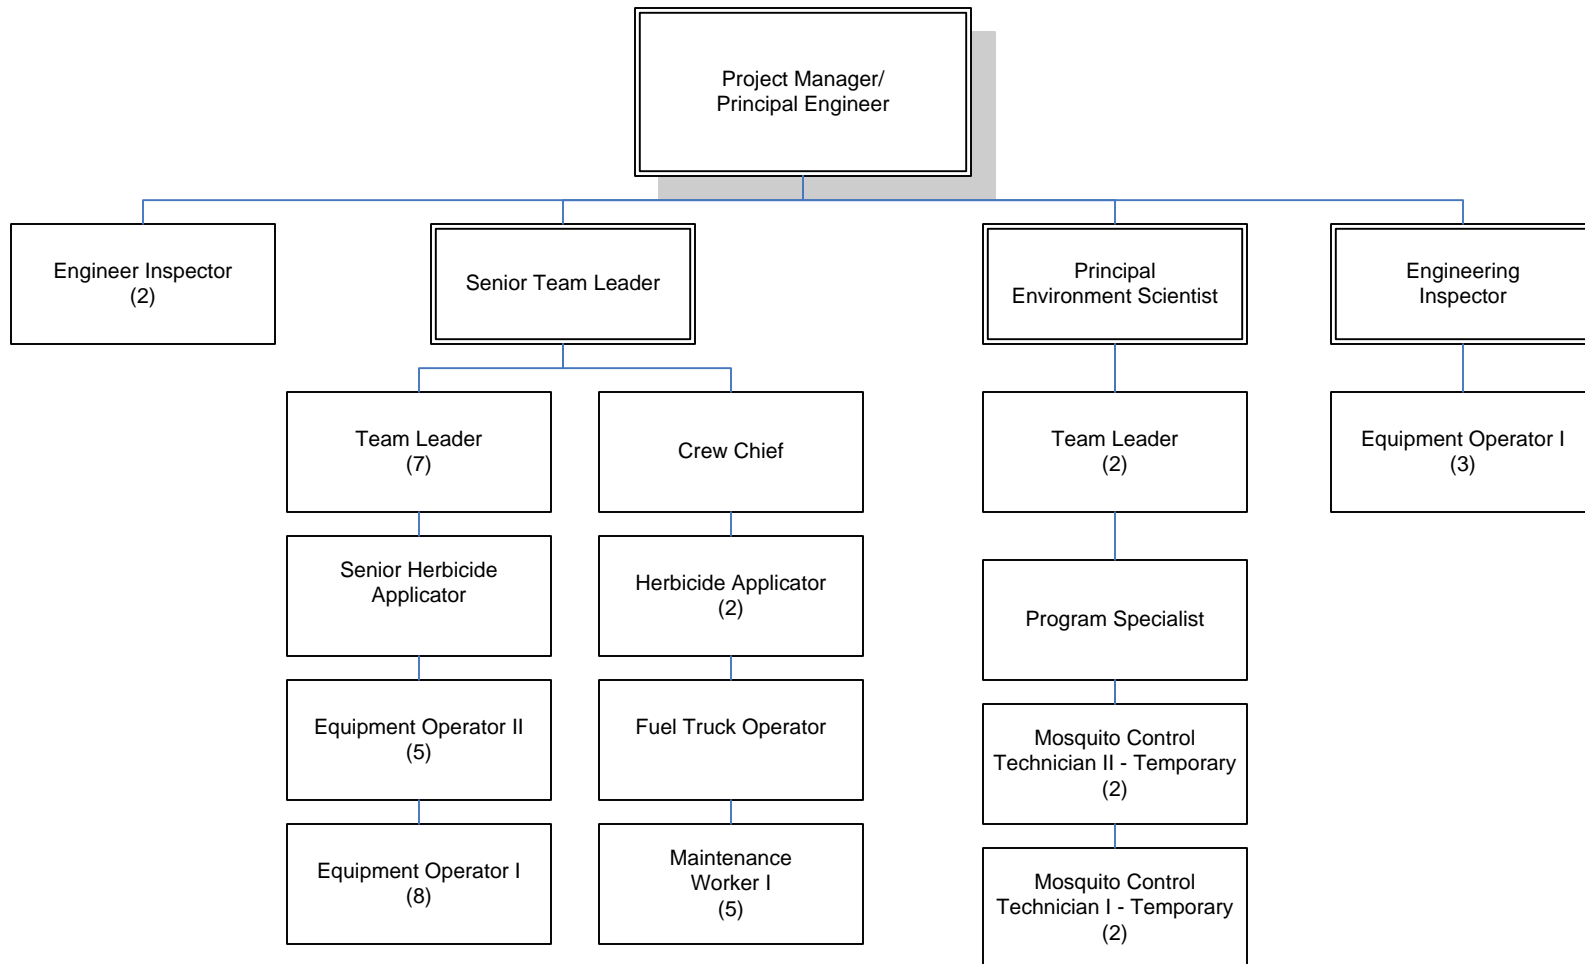 Project Manager/
Principal Engineer
Engineer Inspector
(2)
Senior Team Leader
Principal
Environment Scientist
Engineering
Inspector
Team Leader
(7)
Crew Chief
Team Leader
(2)
Equipment Operator I
(3)
Senior Herbicide
Applicator
Herbicide Applicator
(2)
Program Specialist
Equipment Operator II
(5)
Fuel Truck Operator
Mosquito Control
Technician II - Temporary
(2)
Equipment Operator I
(8)
Maintenance
Worker I
(5)
Mosquito Control
Technician I - Temporary
(2)